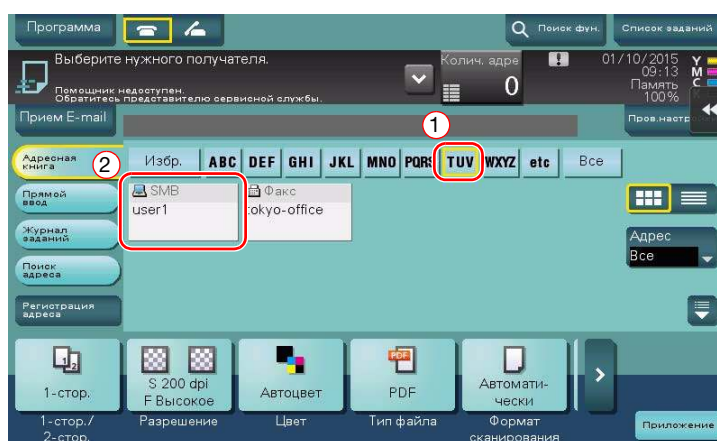 Программа
Поиск фун.
Список заданий
Выберите нужного получателя.
Помощник недоступен.
Обратитесь представителю сервисной службы.
Колич. адре
0
01/10/2015
09:13
Память
100%
Y
M
C
K
Прием E-mail
Пров.настр
1
Адресная
книга
2
Избр.
ABC
DEF
GHI
JKL
MNO
PQRS
TUV
WXYZ
etc
Все
Прямой
ввод
Журнал
заданий
Поиск
адреса
Регистрация
адреса
SMB
user1
Факс
tokyo-office
Адрес
Все
1-стор.
S 200 dpi
F Высокое
Автоцвет
PDF
PDF
Автомати-
чески
1-стор./
2-стор.
Разрешение
Цвет
Тип файла
Формат
сканирования
Приложение